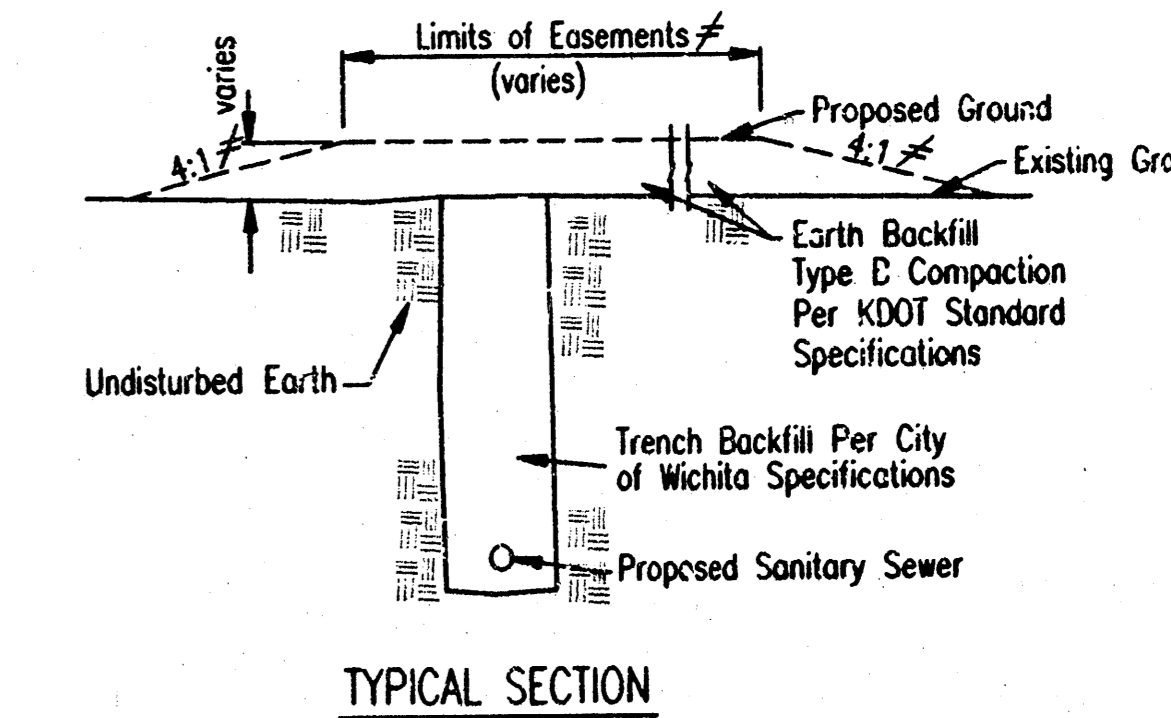 Limits of Easements ≠
(varies)
varies
Proposed Ground
4:1 ≠
4:1 ≠
Existing Gro
Earth Backfill
Type Compaction
Per KDOT Standard
Specifications
Undisturbed Earth
Trench Backfill Per City
of Wichita Specifications
Proposed Sanitary Sewer
TYPICAL SECTION